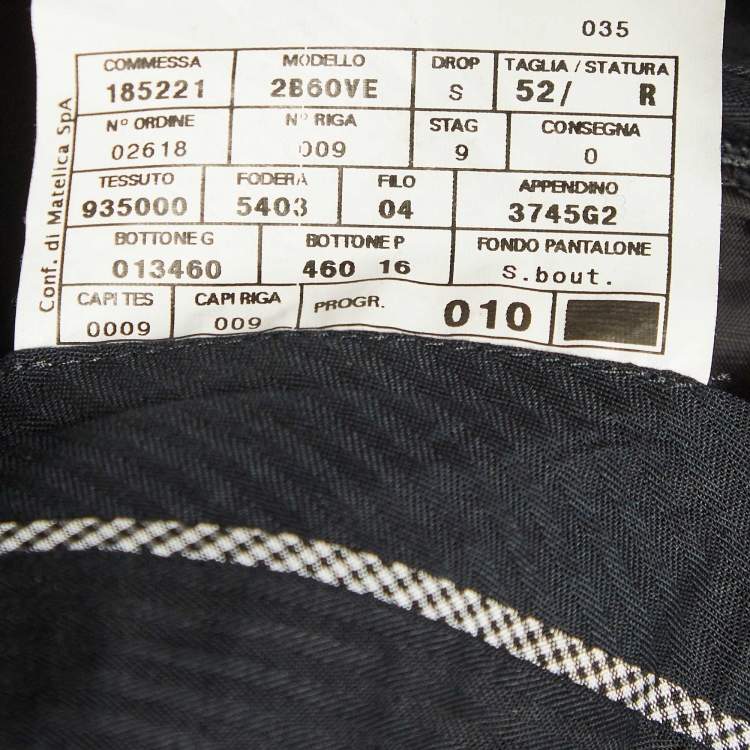 035
COMMESSA MODELLO DROP TAGLIA / STATURA
185221 2B60VE S 52/ R
Nº ORDINE Nº RIGA STAG CONSEGNA
02618 009 9 0
TESSUTO FODERA FILO APPENDINO
935000 5403 04 3745G2
BOTTONE G BOTTONE P FONDO PANTALONE
013460 460 16 S.bout.
CAPI TES CAPI RIGA PROGR. 010
0009 009
Conf. di Matelica SpA